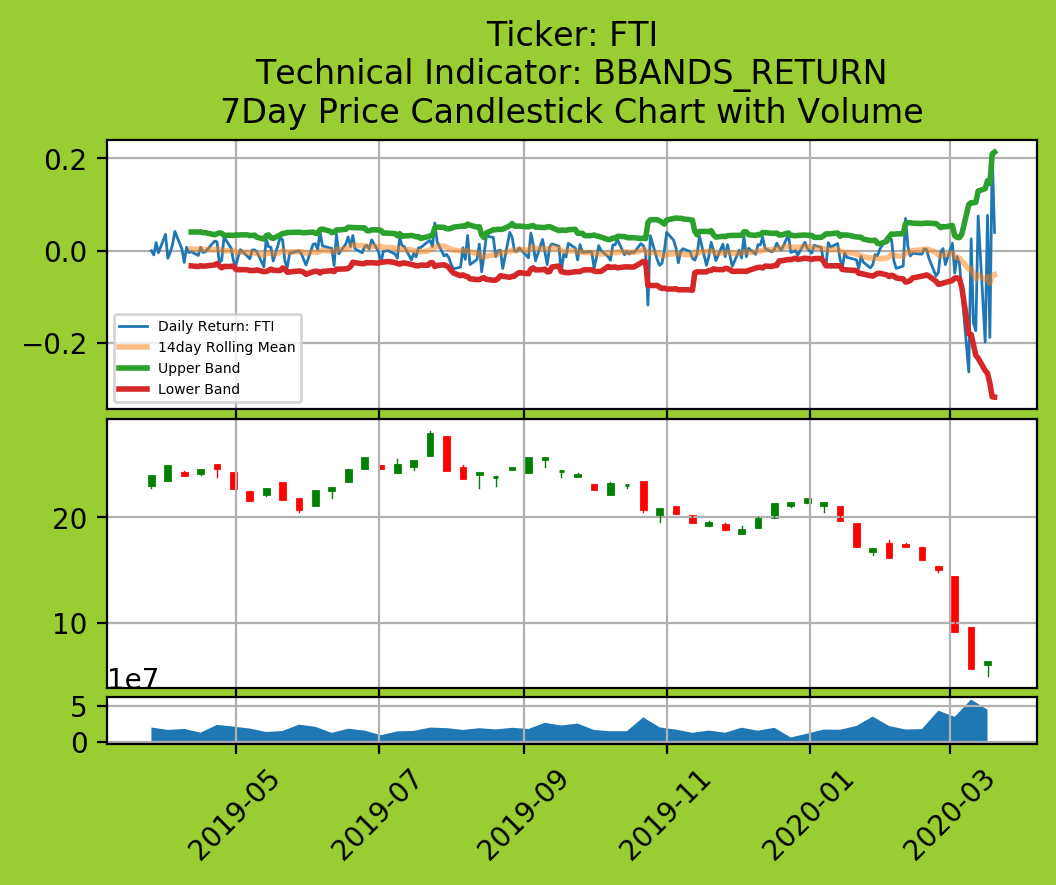 Ticker: FTI
Technical Indicator: BBANDS_RETURN
7Day Price Candlestick Chart with Volume
0.2
0.0
−0.2
Daily Return: FTI
14day Rolling Mean
Upper Band
Lower Band
20
10
1e7
5
0
2019-05
2019-07
2019-09
2019-11
2020-01
2020-03